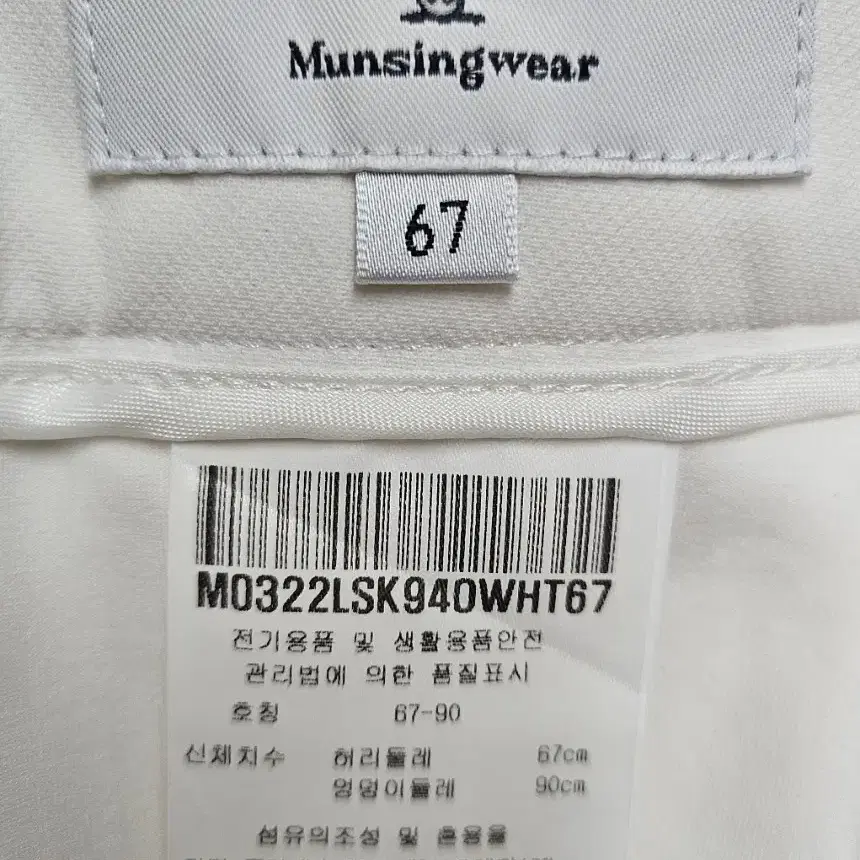 Munsingwear
67
M0322LSK940WHT67
전기용품 및 생활용품안전
관리법에 의한 품질표시
호칭 67-90
신체치수 허리둘레 67cm
엉덩이둘레 90cm
섬유의조성 및 혼용율